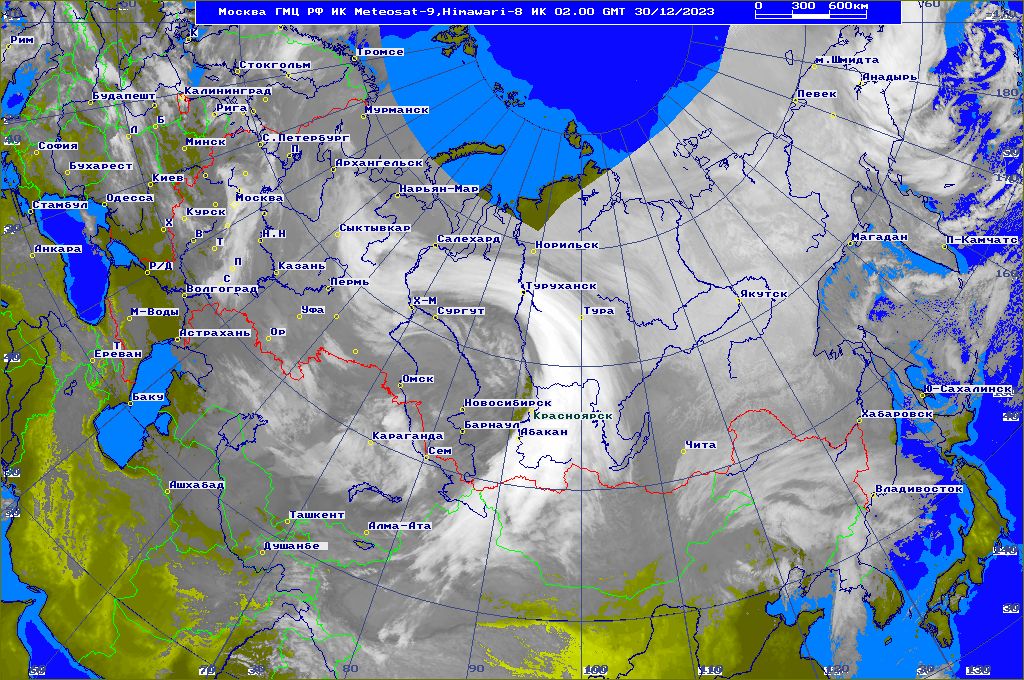 Москва ГМЦ РФ ИК Meteosat-9,Himawari-8 ИК 02.00 GMT 30/12/2023
0 300 600км
60
Рим
К
Тромсе
Стокгольм
м.Шмидта
Анадырь
Калининград
Будапешт
Певек
180
Рига
Мурманск
Л
Б
С.Петербург
40
София
Минск
П
Бухарест
Архангельск
Киев
Одесса
Нарьян-Мар
Стамбул
Москва
Курск
Х
В
Н.Н
Сыктывкар
Т
Салехард
Норильск
Магадан
П-Камчатс
Анкара
Р/Д
П
Казань
160
С
Пермь
Волгоград
Туруханск
Якутск
М-Воды
Уфа
Х-М
Сургут
Тура
Астрахань
Ор
Т
Ереван
Омск
Баку
Ю-Сахалинск
Новосибирск
Красноярск
Хабаровск
Барнаул
Абакан
Караганда
Сем
Чита
Ашхабад
Владивосток
Ташкент
Алма-Ата
Душанбе
140
30
70
80
90
100
110
120
130